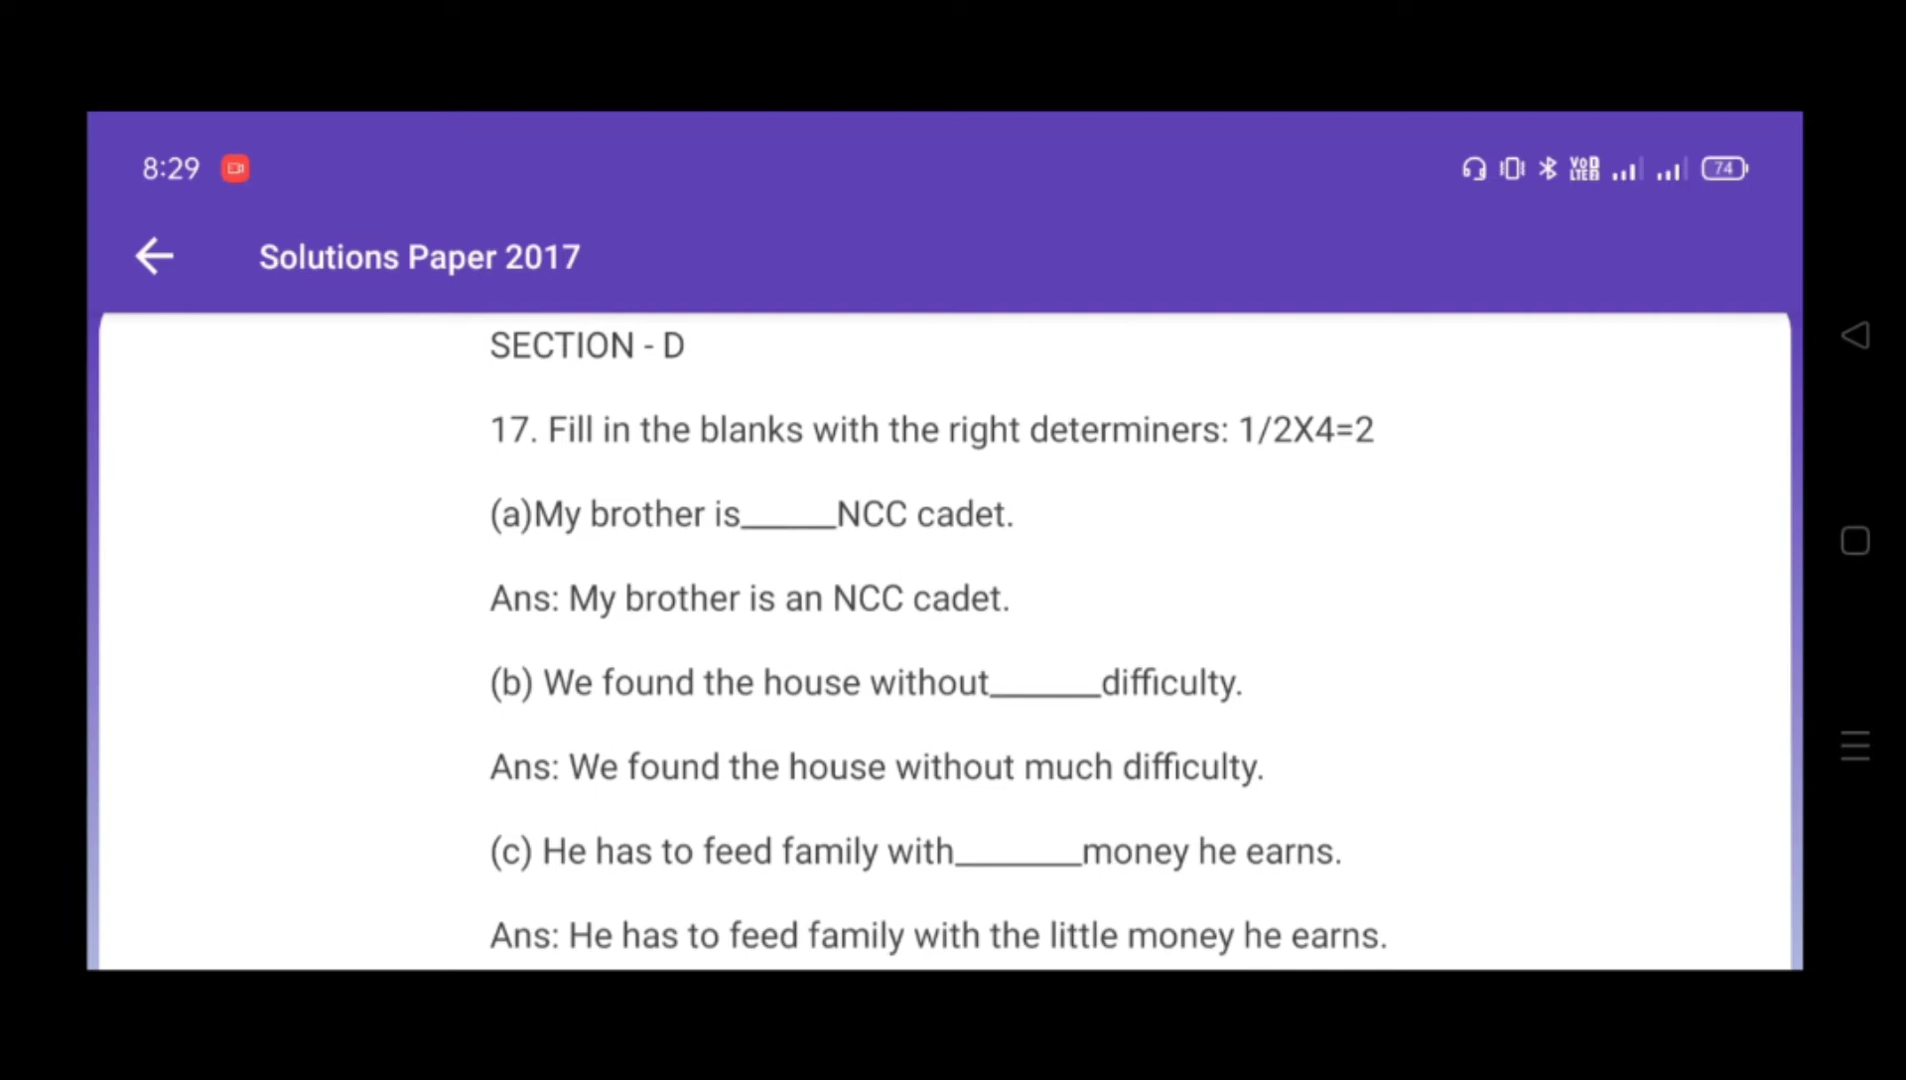 8:29
VoD LTE 74
Solutions Paper 2017
SECTION - D
17. Fill in the blanks with the right determiners: 1/2X4=2
(a)My brother is_____NCC cadet.
Ans: My brother is an NCC cadet.
(b) We found the house without______difficulty.
Ans: We found the house without much difficulty.
(c) He has to feed family with_______money he earns.
Ans: He has to feed family with the little money he earns.